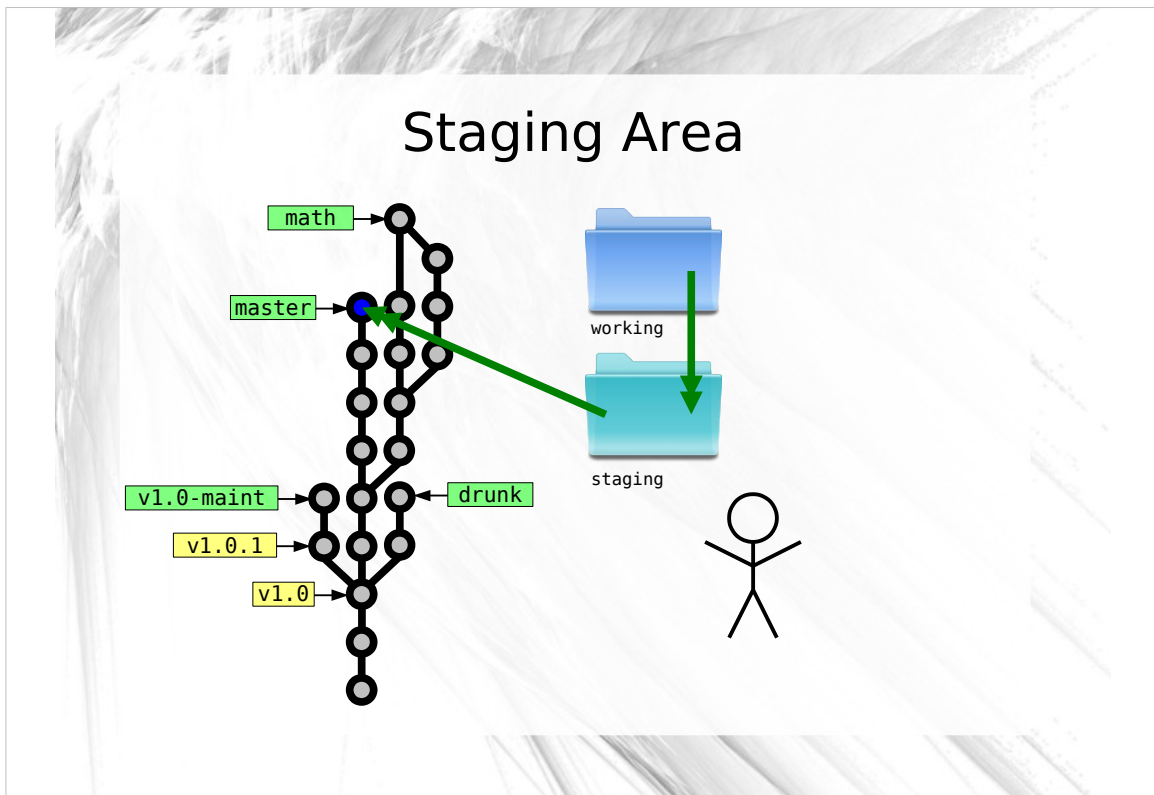 Staging Area
math
master
working
staging
v1.0-maint
drunk
v1.0.1
v1.0